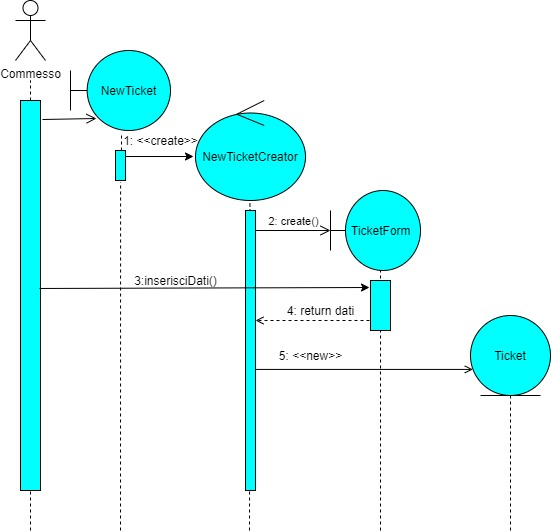 Commesso
NewTicket
1: <<create>>
NewTicketCreator
2: create()
TicketForm
3:inserisciDati()
4: return dati
5: <<new>>
Ticket